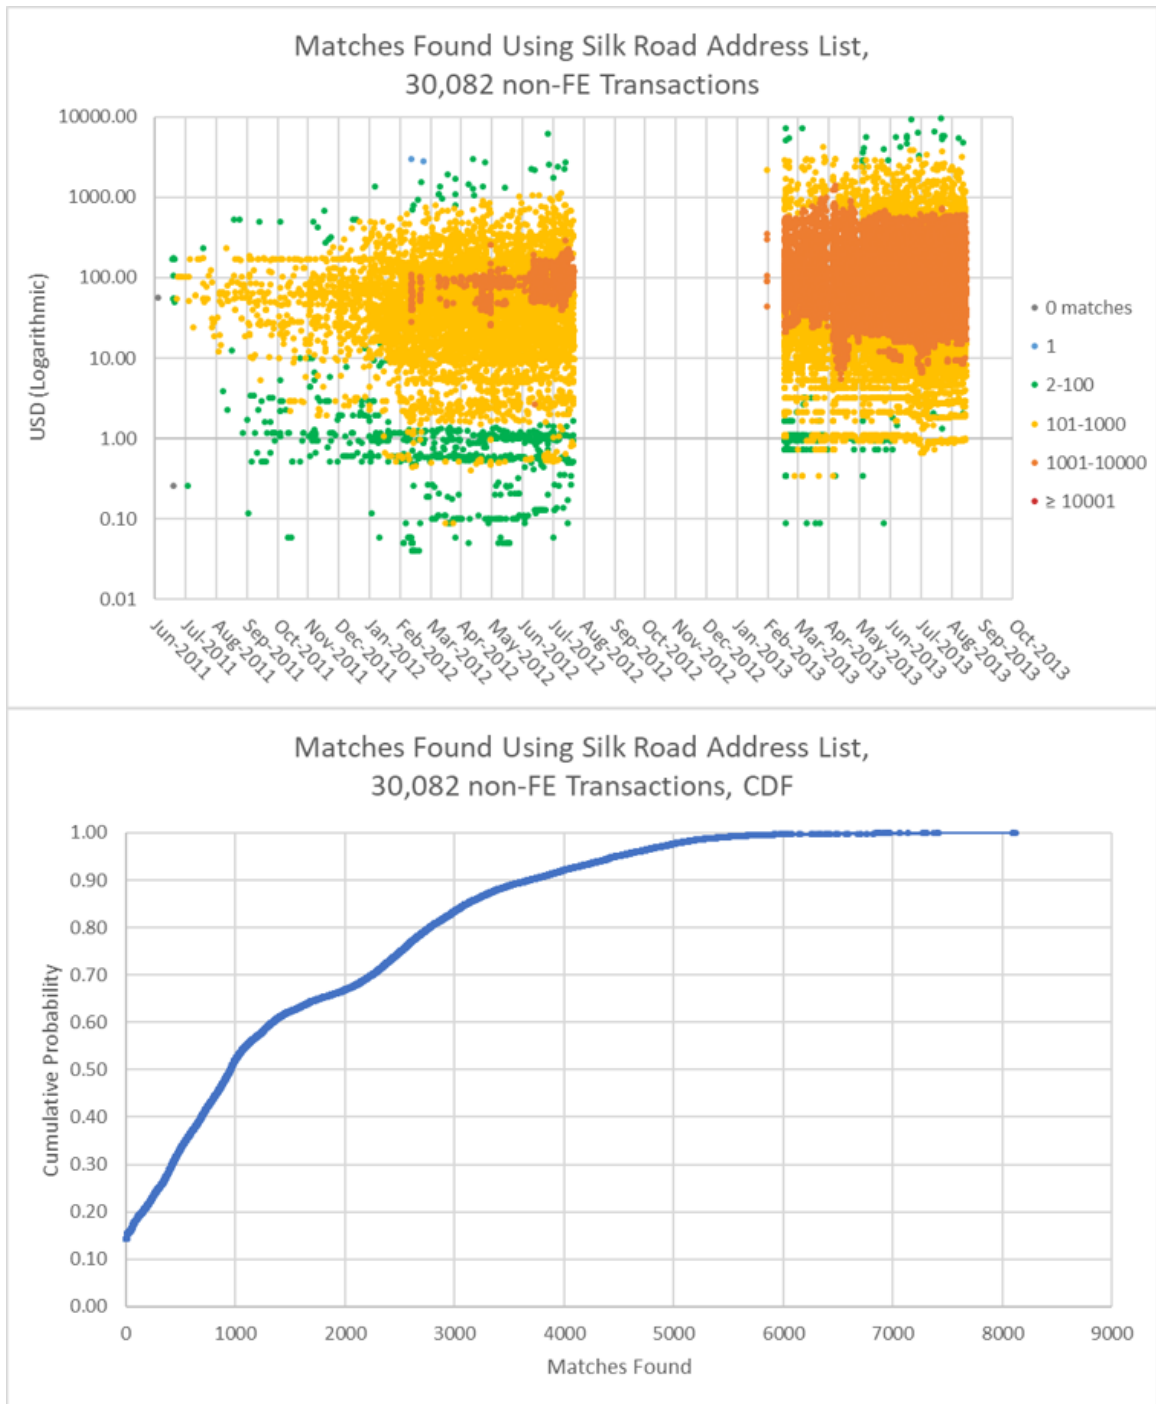 Matches Found Using Silk Road Address List,
30,082 non-FE Transactions
10000.00
1000.00
100.00
10.00
1.00
0.10
0.01
USD (Logarithmic)
Jun-2011
Jul-2011
Aug-2011
Sep-2011
Oct-2011
Nov-2011
Dec-2011
Jan-2012
Feb-2012
Mar-2012
Apr-2012
May-2012
Jun-2012
Jul-2012
Aug-2012
Sep-2012
Oct-2012
Nov-2012
Dec-2012
Jan-2013
Feb-2013
Mar-2013
Apr-2013
May-2013
Jun-2013
Jul-2013
Aug-2013
Sep-2013
Oct-2013
0 matches
1
2-100
101-1000
1001-10000
≥ 10001
Matches Found Using Silk Road Address List,
30,082 non-FE Transactions, CDF
1.00
0.90
0.80
0.70
0.60
0.50
0.40
0.30
0.20
0.10
0.00
Cumulative Probability
0 1000 2000 3000 4000 5000 6000 7000 8000 9000
Matches Found